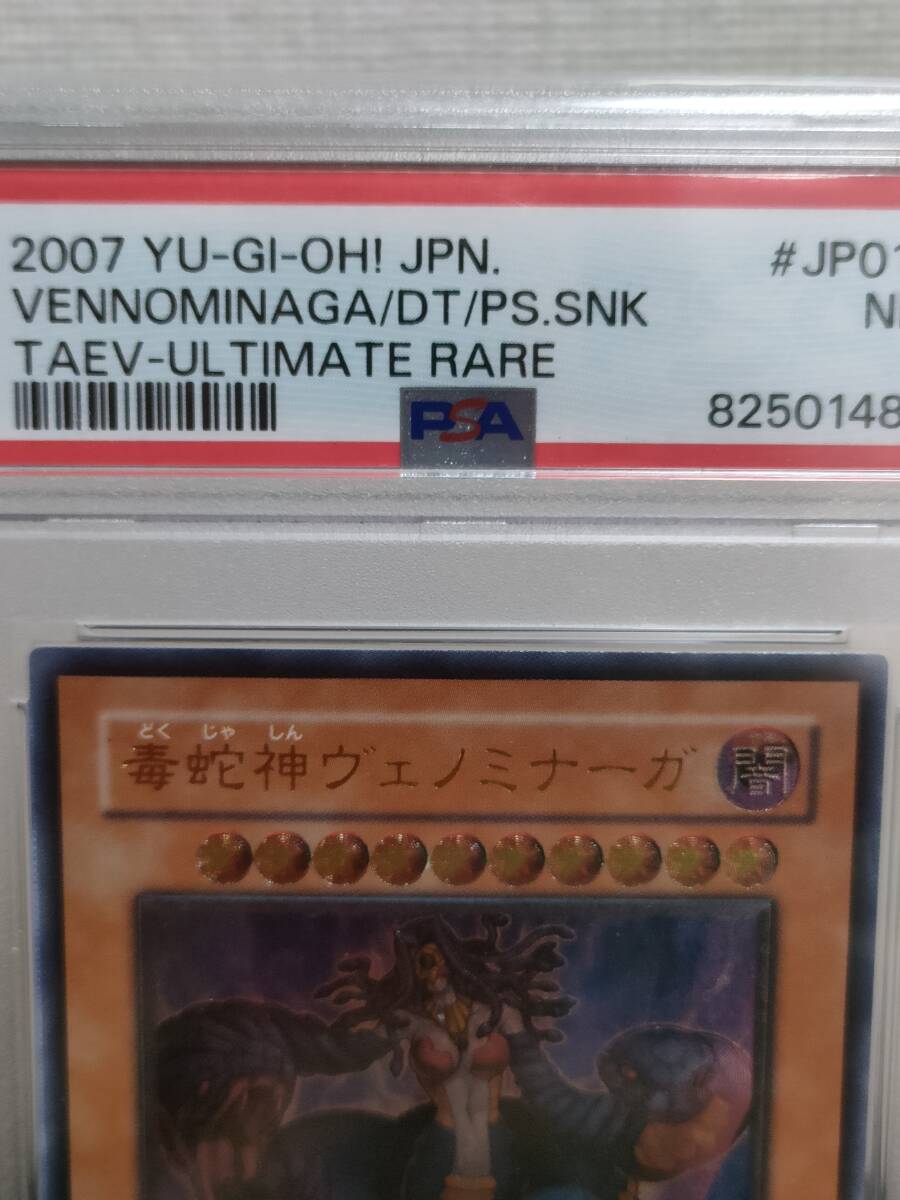 2007 YU-GI-OH! JPN. #JP01
VENNOMINAGA/DT/PS.SNK
TAEV-ULTIMATE RARE
PSA 8250148
どく じゃ しん
毒蛇神ヴェノミナーガ 闇